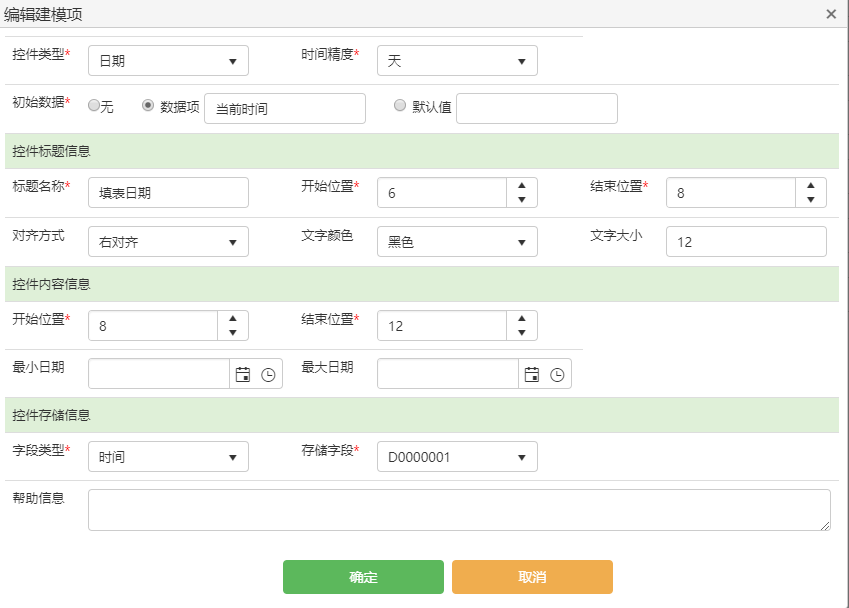 编辑建模项
控件类型* 日期 时间精度* 天
初始数据* 无 数据项 当前时间 默认值
控件标题信息
标题名称* 填表日期 开始位置* 6 结束位置* 8
对齐方式 右对齐 文字颜色 黑色 文字大小 12
控件内容信息
开始位置* 8 结束位置* 12
最小日期 最大日期
控件存储信息
字段类型* 时间 存储字段* D0000001
帮助信息
确定 取消